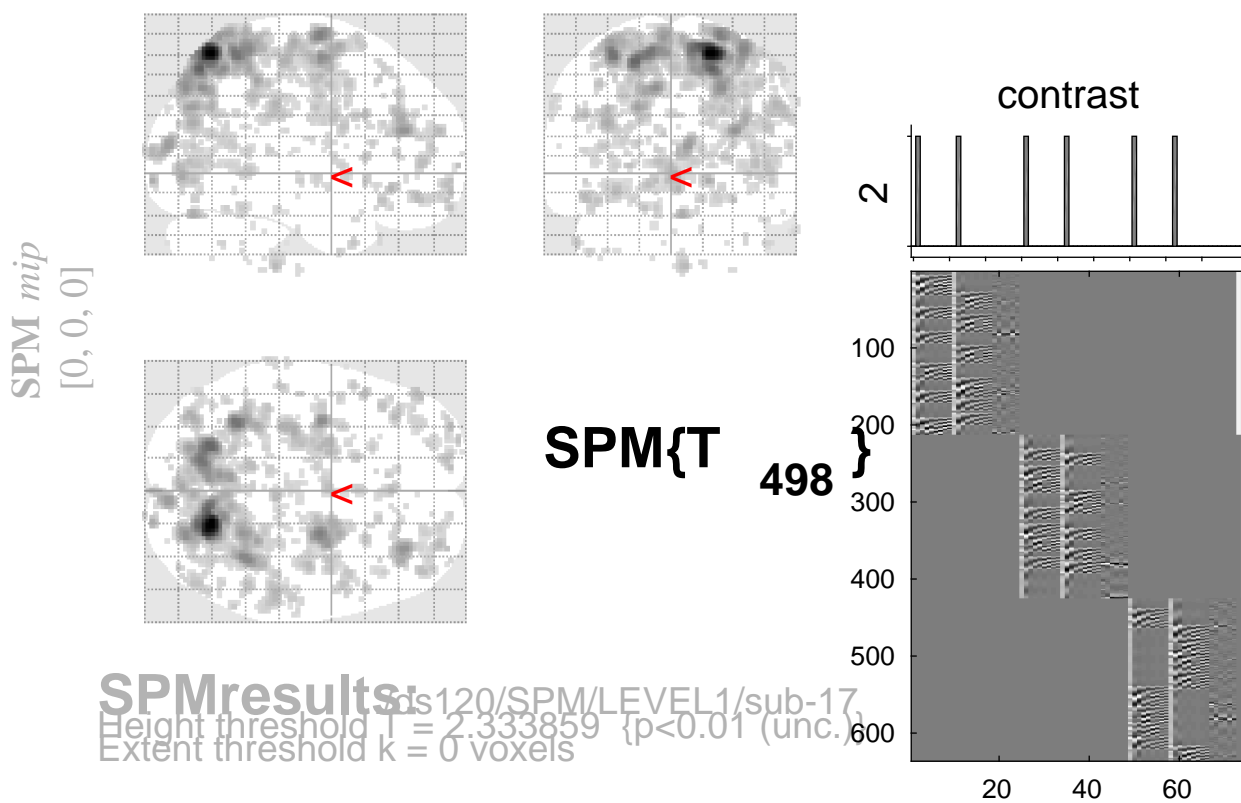 SPM mip
[0, 0, 0]
<
<
<
SPM{T498}
contrast
2
100
200
300
400
500
600
20 40 60
SPMresults: /ds120/SPM/LEVEL1/sub-17
Height threshold T = 2.333859 {p<0.01 (unc.)}
Extent threshold k = 0 voxels